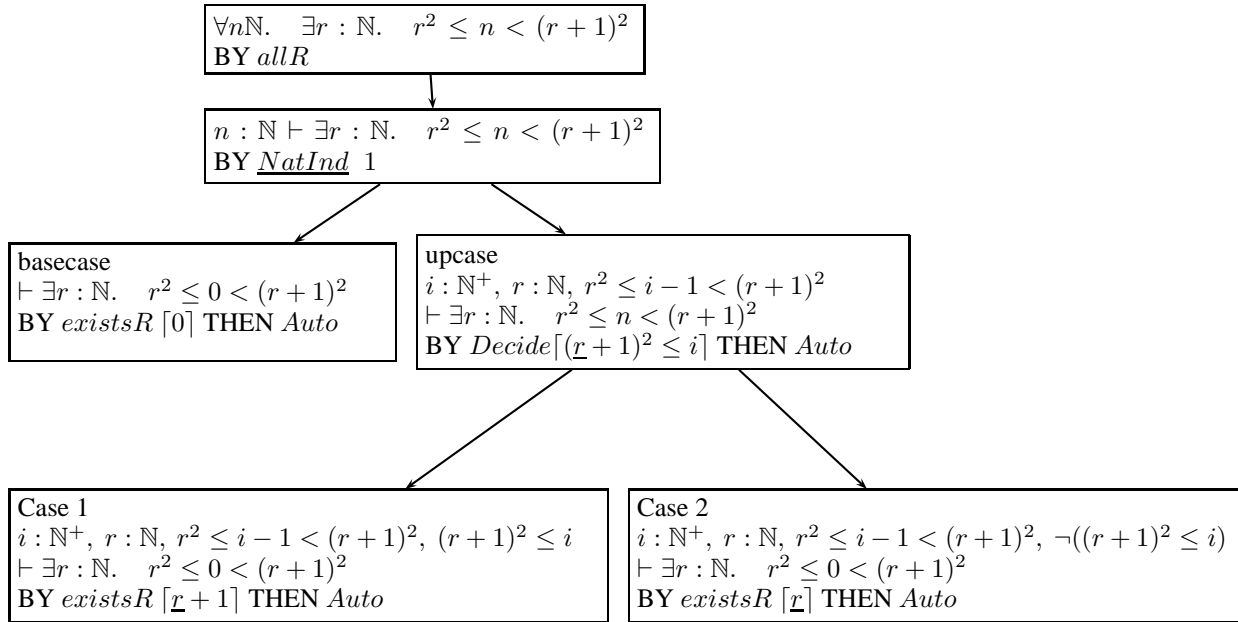 ∀nℕ. ∃r : ℕ. r² ≤ n < (r + 1)²
BY allR
n : ℕ ⊢ ∃r : ℕ. r² ≤ n < (r + 1)²
BY NatInd 1
basecase
⊢ ∃r : ℕ. r² ≤ 0 < (r + 1)²
BY existsR ⌈0⌉ THEN Auto
upcase
i : ℕ⁺, r : ℕ, r² ≤ i − 1 < (r + 1)²
⊢ ∃r : ℕ. r² ≤ n < (r + 1)²
BY Decide⌈(r + 1)² ≤ i⌉ THEN Auto
Case 1
i : ℕ⁺, r : ℕ, r² ≤ i − 1 < (r + 1)², (r + 1)² ≤ i
⊢ ∃r : ℕ. r² ≤ 0 < (r + 1)²
BY existsR ⌈r + 1⌉ THEN Auto
Case 2
i : ℕ⁺, r : ℕ, r² ≤ i − 1 < (r + 1)², ¬((r + 1)² ≤ i)
⊢ ∃r : ℕ. r² ≤ 0 < (r + 1)²
BY existsR ⌈r⌉ THEN Auto